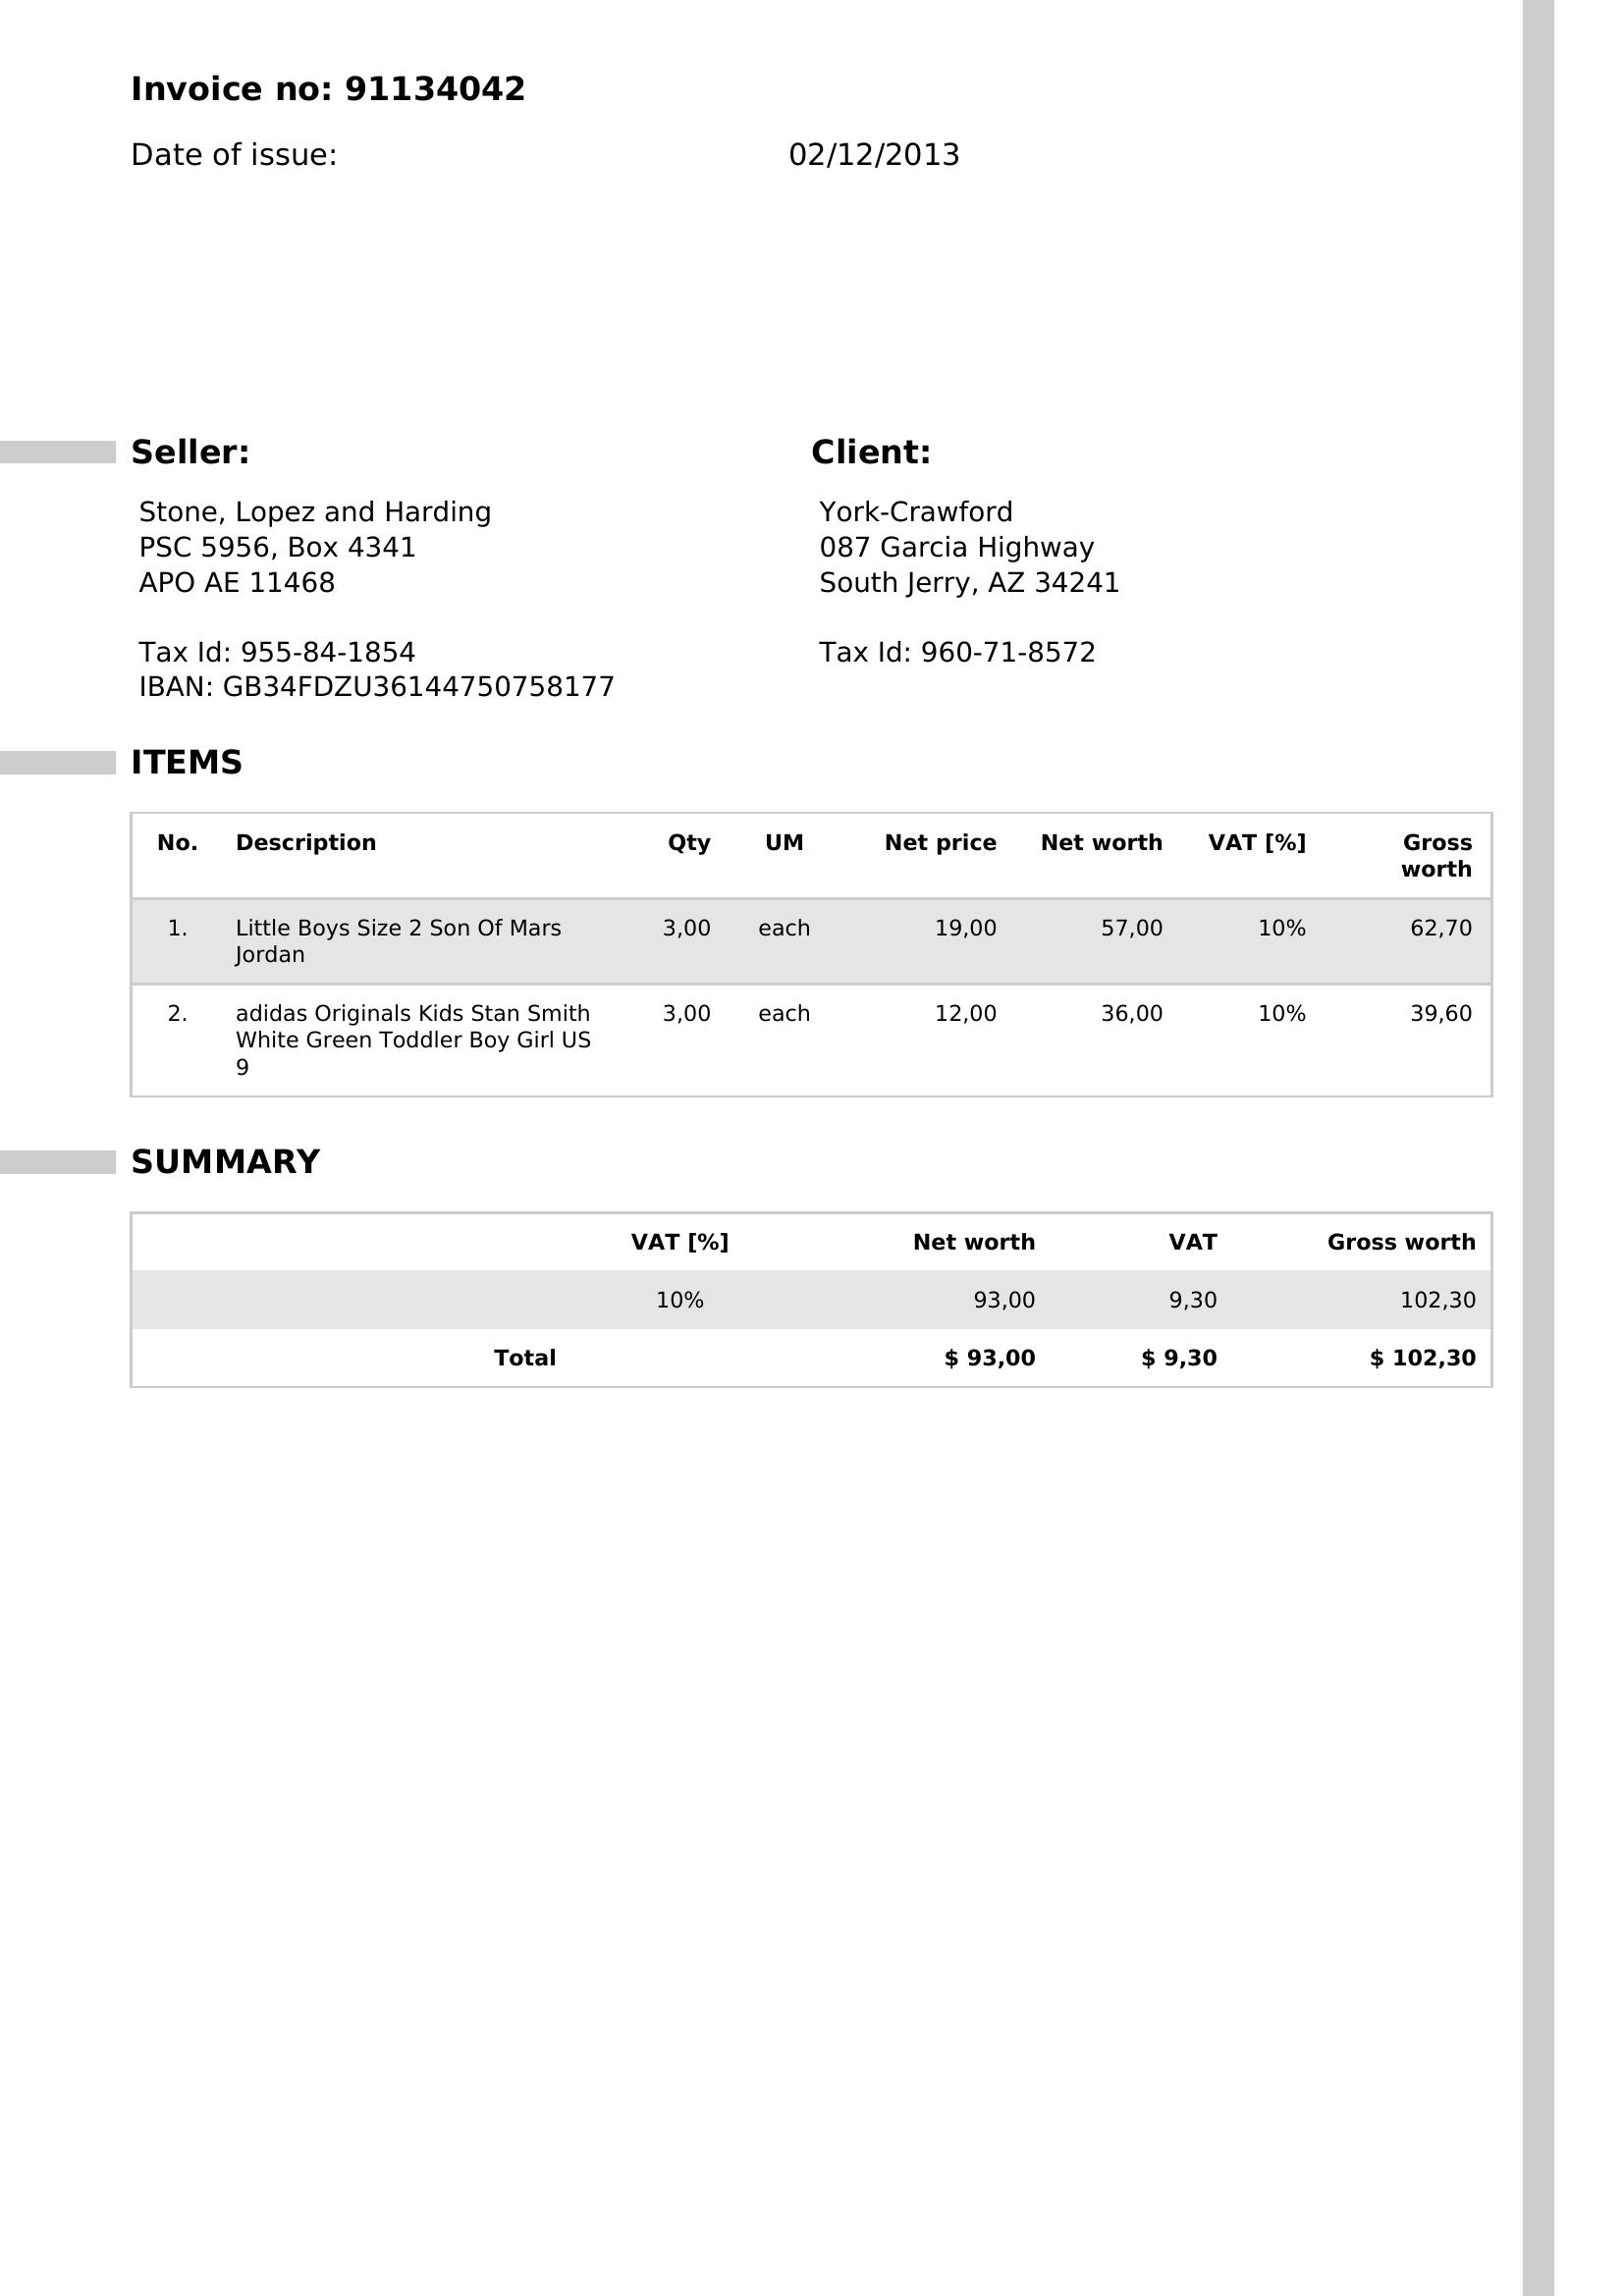 Invoice no: 91134042
Date of issue: 02/12/2013
Seller:
Stone, Lopez and Harding
PSC 5956, Box 4341
APO AE 11468
Tax Id: 955-84-1854
IBAN: GB34FDZU36144750758177
Client:
York-Crawford
087 Garcia Highway
South Jerry, AZ 34241
Tax Id: 960-71-8572
ITEMS
No. Description Qty UM Net price Net worth VAT [%] Gross
worth
1. Little Boys Size 2 Son Of Mars 3,00 each 19,00 57,00 10% 62,70
Jordan
2. adidas Originals Kids Stan Smith 3,00 each 12,00 36,00 10% 39,60
White Green Toddler Boy Girl US
9
SUMMARY
VAT [%] Net worth VAT Gross worth
10% 93,00 9,30 102,30
Total $ 93,00 $ 9,30 $ 102,30